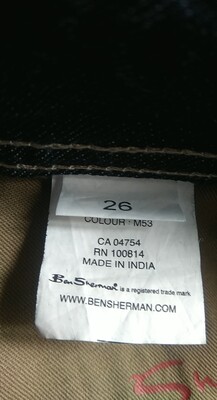 26
COLOUR : M53
CA 04754
RN 100814
MADE IN INDIA
Ben Sherman is a registered trade mark
WWW.BENSHERMAN.COM